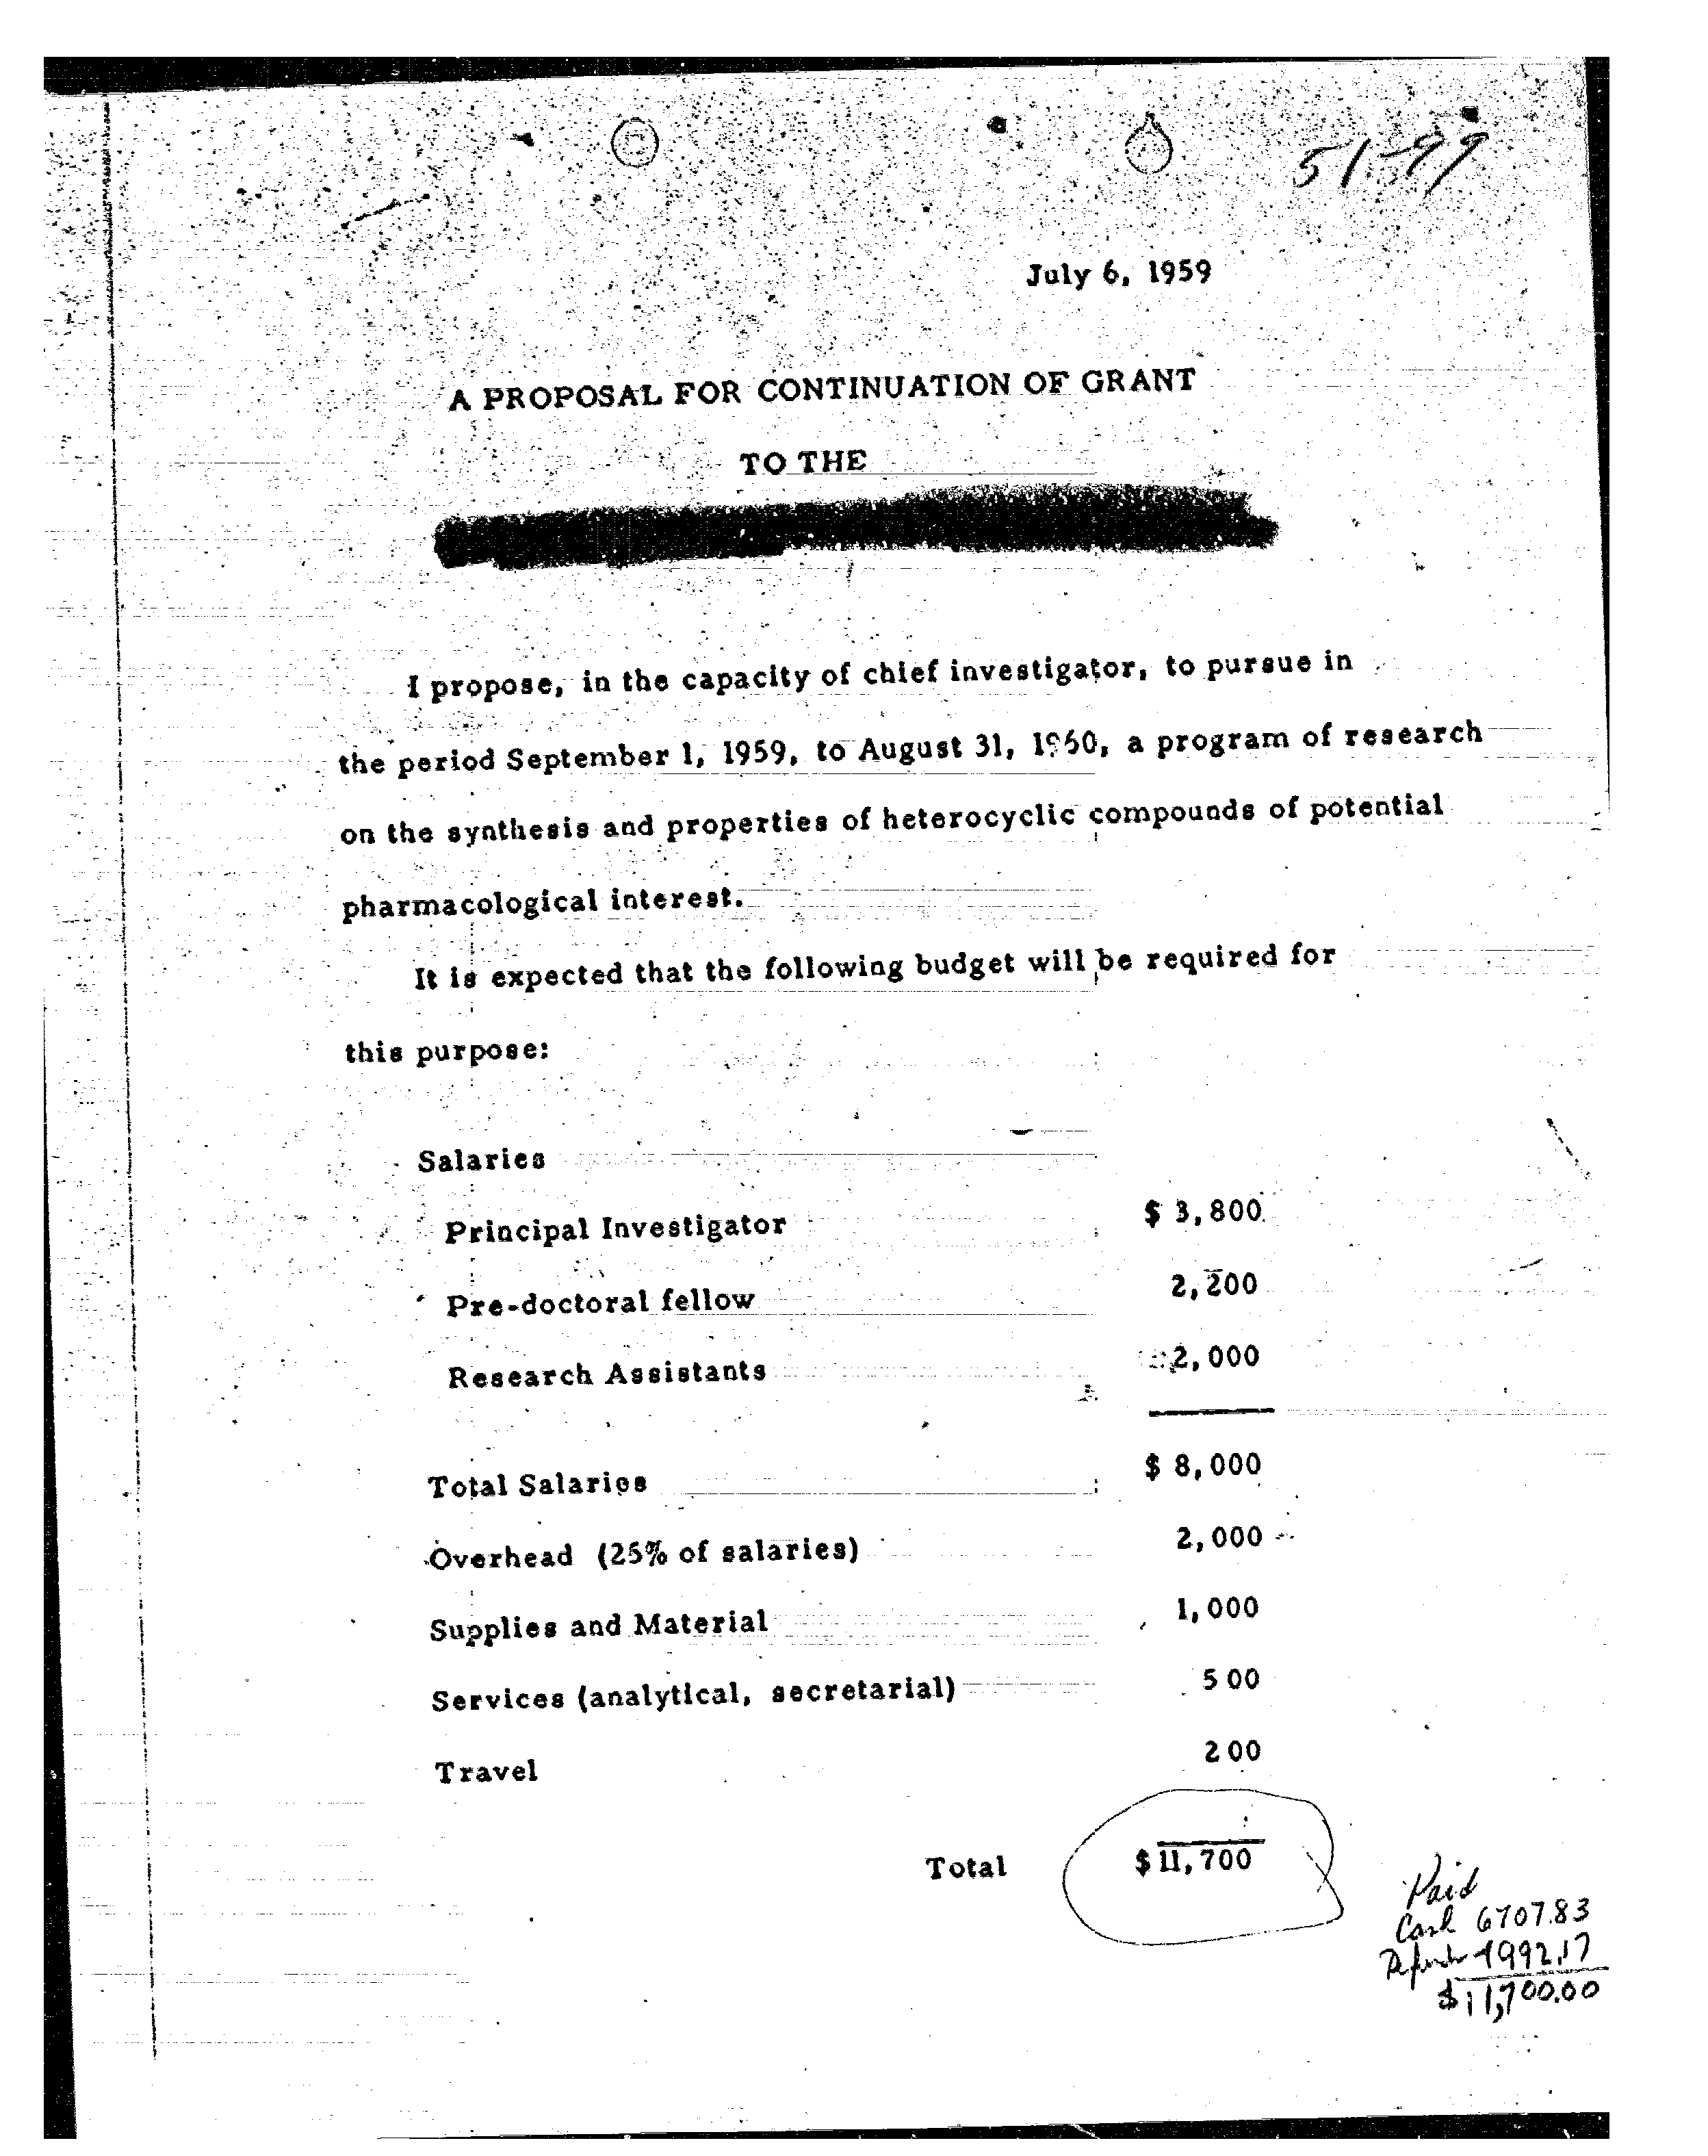 51-99
July 6, 1959
A PROPOSAL FOR CONTINUATION OF GRANT
TO THE
I propose, in the capacity of chief investigator, to pursue in
the period September 1, 1959, to August 31, 1960, a program of research
on the synthesis and properties of heterocyclic compounds of potential
pharmacological interest.
It is expected that the following budget will be required for
this purpose:
Salaries
Principal Investigator $ 3,800
Pre-doctoral fellow 2,200
Research Assistants 2,000
Total Salaries $ 8,000
Overhead (25% of salaries) 2,000
Supplies and Material 1,000
Services (analytical, secretarial) 500
Travel 200
Total $11,700
Paid
Cash 6707.83
4992.17
$11,700.00